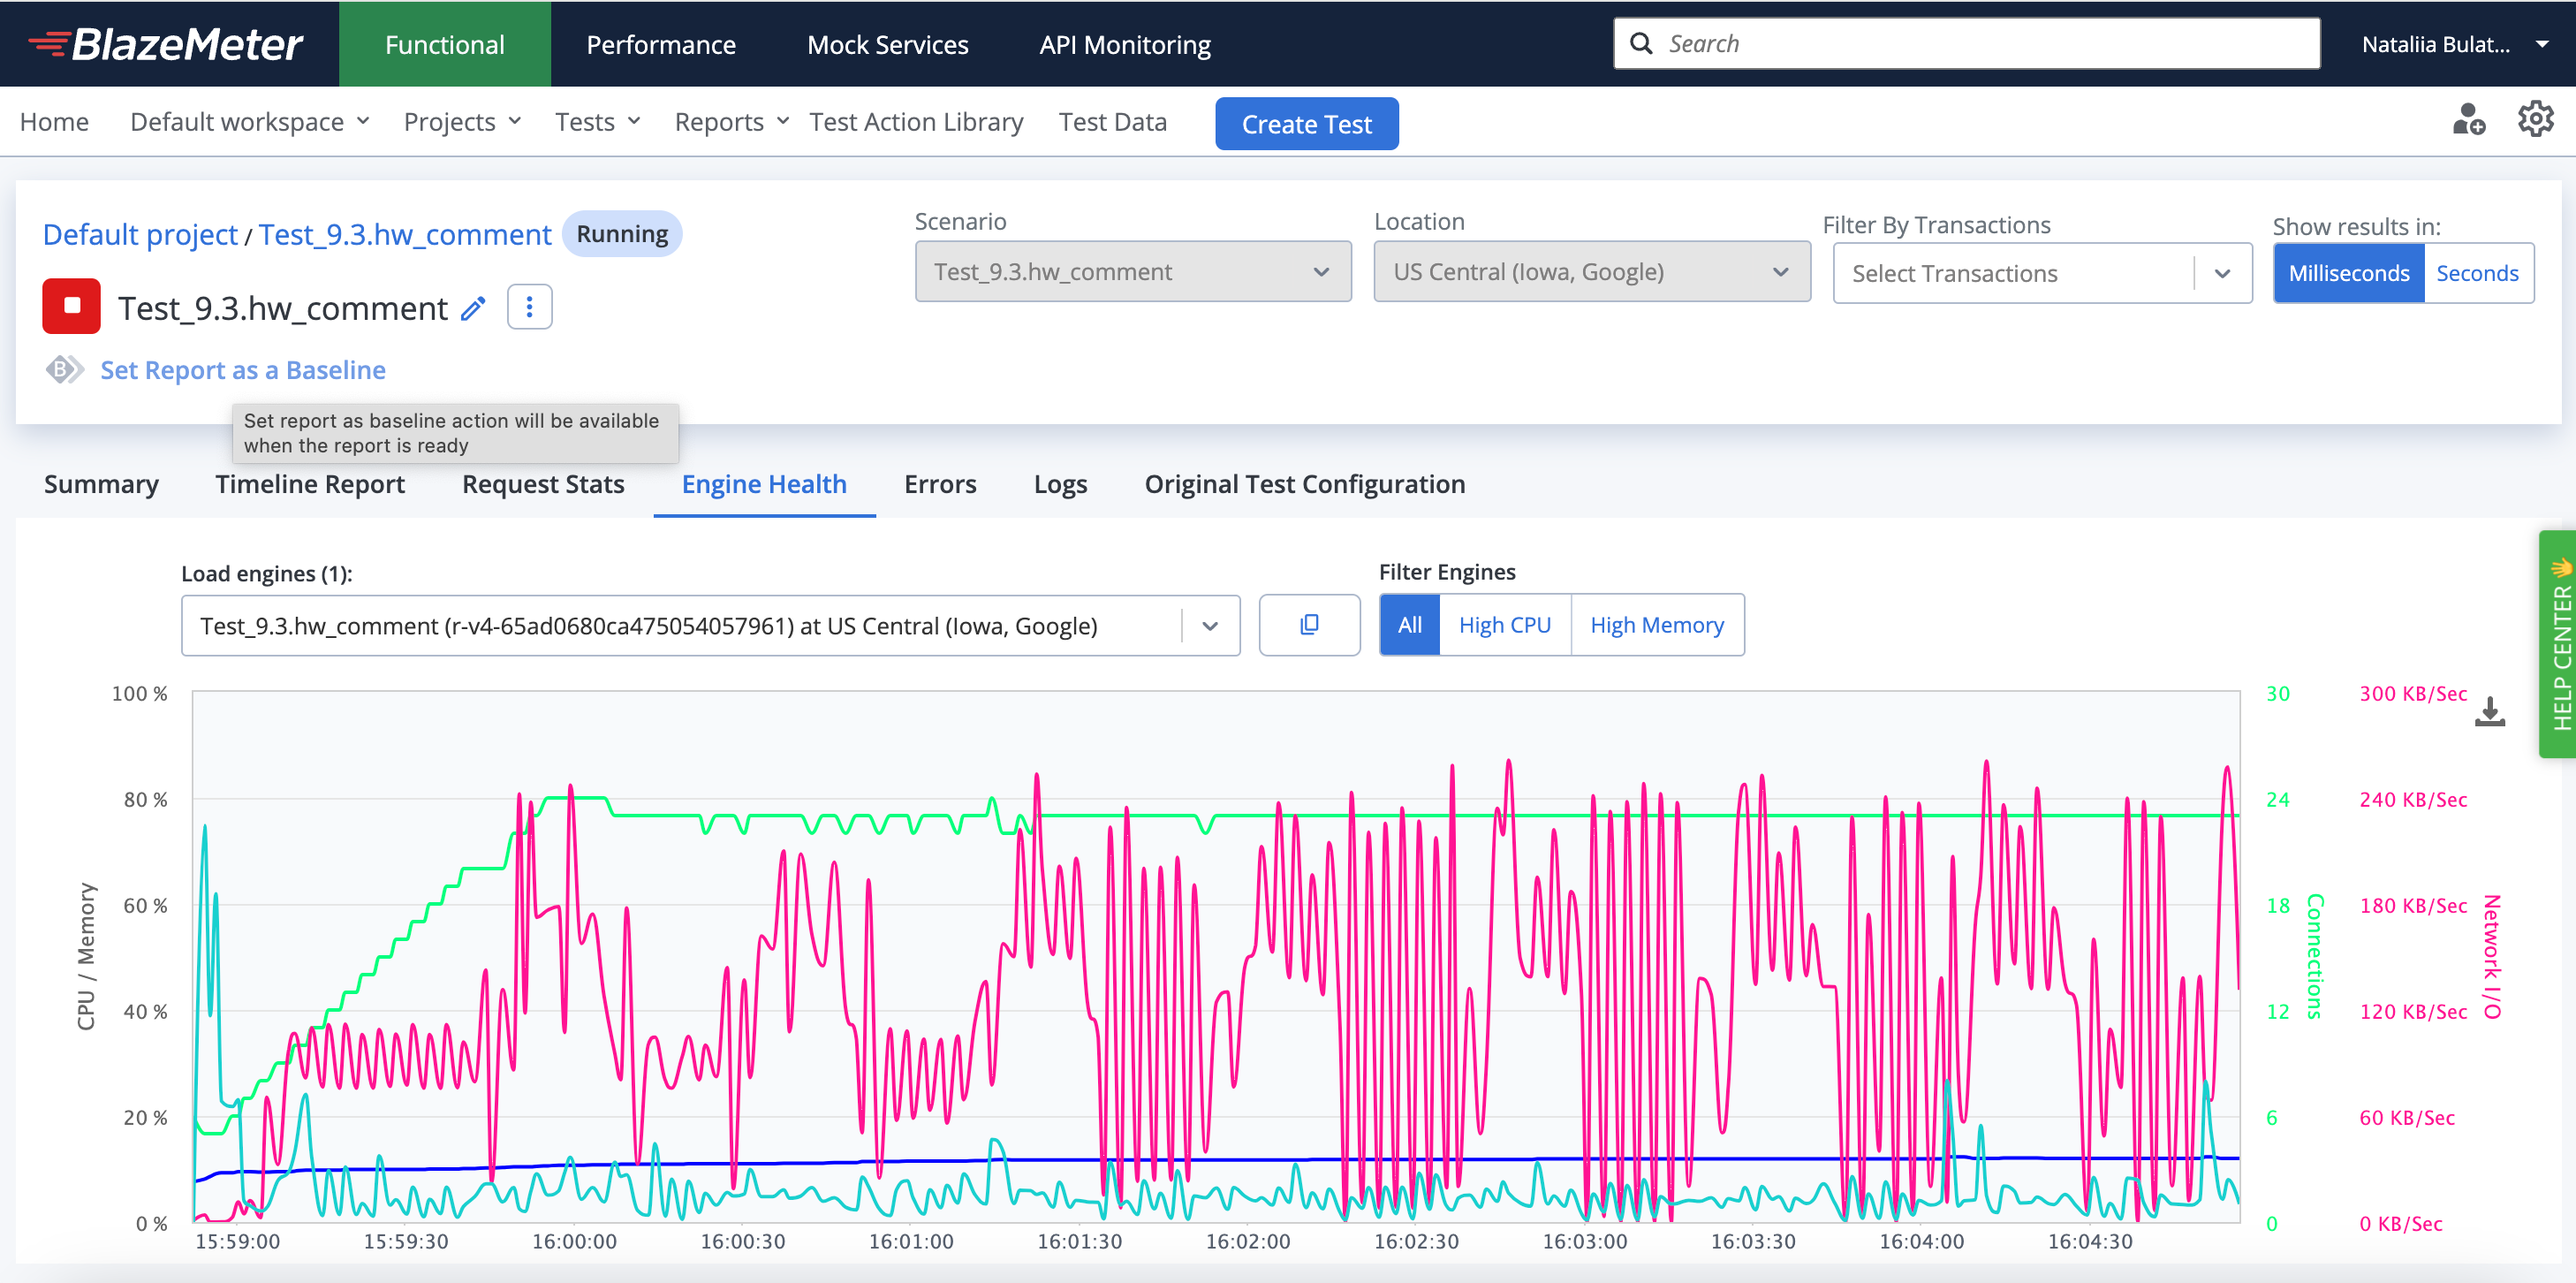 BlazeMeter
Functional
Performance
Mock Services
API Monitoring
Search
Nataliia Bulat...
Home
Default workspace
Projects
Tests
Reports
Test Action Library
Test Data
Create Test
Default project / Test_9.3.hw_comment
Running
Test_9.3.hw_comment
B
Set Report as a Baseline
Set report as baseline action will be available
when the report is ready
Scenario
Test_9.3.hw_comment
Location
US Central (Iowa, Google)
Filter By Transactions
Select Transactions
Show results in:
Milliseconds
Seconds
Summary
Timeline Report
Request Stats
Engine Health
Errors
Logs
Original Test Configuration
HELP CENTER
Load engines (1):
Test_9.3.hw_comment (r-v4-65ad0680ca475054057961) at US Central (Iowa, Google)
Filter Engines
All
High CPU
High Memory
CPU / Memory
100 %
80 %
60 %
40 %
20 %
0 %
30
24
18
12
6
0
Connections
300 KB/Sec
240 KB/Sec
180 KB/Sec
120 KB/Sec
60 KB/Sec
0 KB/Sec
Network I/O
15:59:00
15:59:30
16:00:00
16:00:30
16:01:00
16:01:30
16:02:00
16:02:30
16:03:00
16:03:30
16:04:00
16:04:30